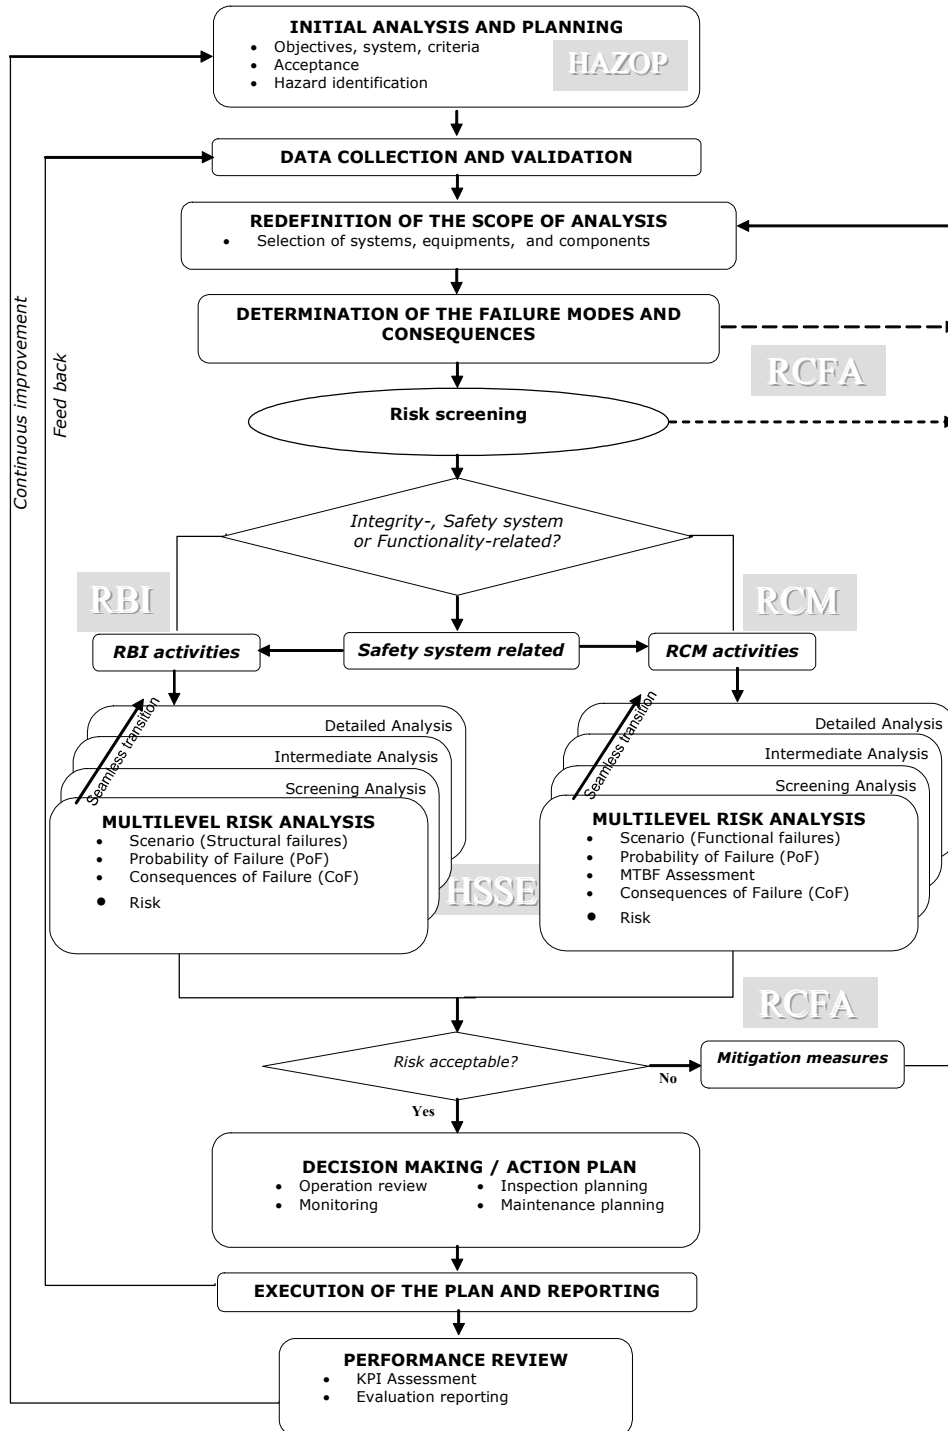 INITIAL ANALYSIS AND PLANNING
• Objectives, system, criteria
• Acceptance
• Hazard identification
HAZOP
DATA COLLECTION AND VALIDATION
REDEFINITION OF THE SCOPE OF ANALYSIS
• Selection of systems, equipments, and components
DETERMINATION OF THE FAILURE MODES AND
CONSEQUENCES
RCFA
Continuous improvement
Feed back
Risk screening
Integrity-, Safety system
or Functionality-related?
RBI
RCM
RBI activities
Safety system related
RCM activities
Seamless transition
Detailed Analysis
Intermediate Analysis
Screening Analysis
MULTILEVEL RISK ANALYSIS
• Scenario (Structural failures)
• Probability of Failure (PoF)
• Consequences of Failure (CoF)
• Risk
HSSE
Seamless transition
Detailed Analysis
Intermediate Analysis
Screening Analysis
MULTILEVEL RISK ANALYSIS
• Scenario (Functional failures)
• Probability of Failure (PoF)
• MTBF Assessment
• Consequences of Failure (CoF)
• Risk
RCFA
Risk acceptable?
No
Mitigation measures
Yes
DECISION MAKING / ACTION PLAN
• Operation review
• Monitoring
• Inspection planning
• Maintenance planning
EXECUTION OF THE PLAN AND REPORTING
PERFORMANCE REVIEW
• KPI Assessment
• Evaluation reporting